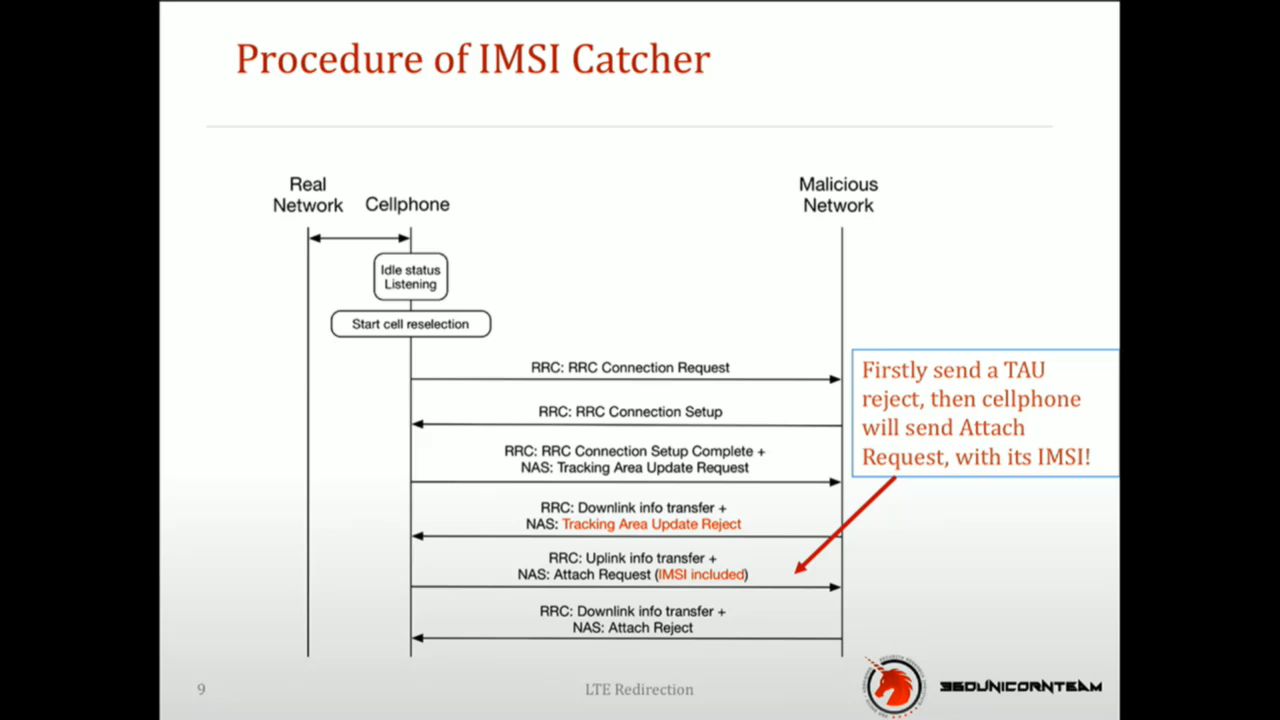 Procedure of IMSI Catcher
Real
Network
Cellphone
Malicious
Network
Idle status
Listening
Start cell reselection
RRC: RRC Connection Request
RRC: RRC Connection Setup
RRC: RRC Connection Setup Complete +
NAS: Tracking Area Update Request
RRC: Downlink info transfer +
NAS: Tracking Area Update Reject
RRC: Uplink info transfer +
NAS: Attach Request (IMSI included)
RRC: Downlink info transfer +
NAS: Attach Reject
Firstly send a TAU
reject, then cellphone
will send Attach
Request, with its IMSI!
9
LTE Redirection
360UNICORNTEAM